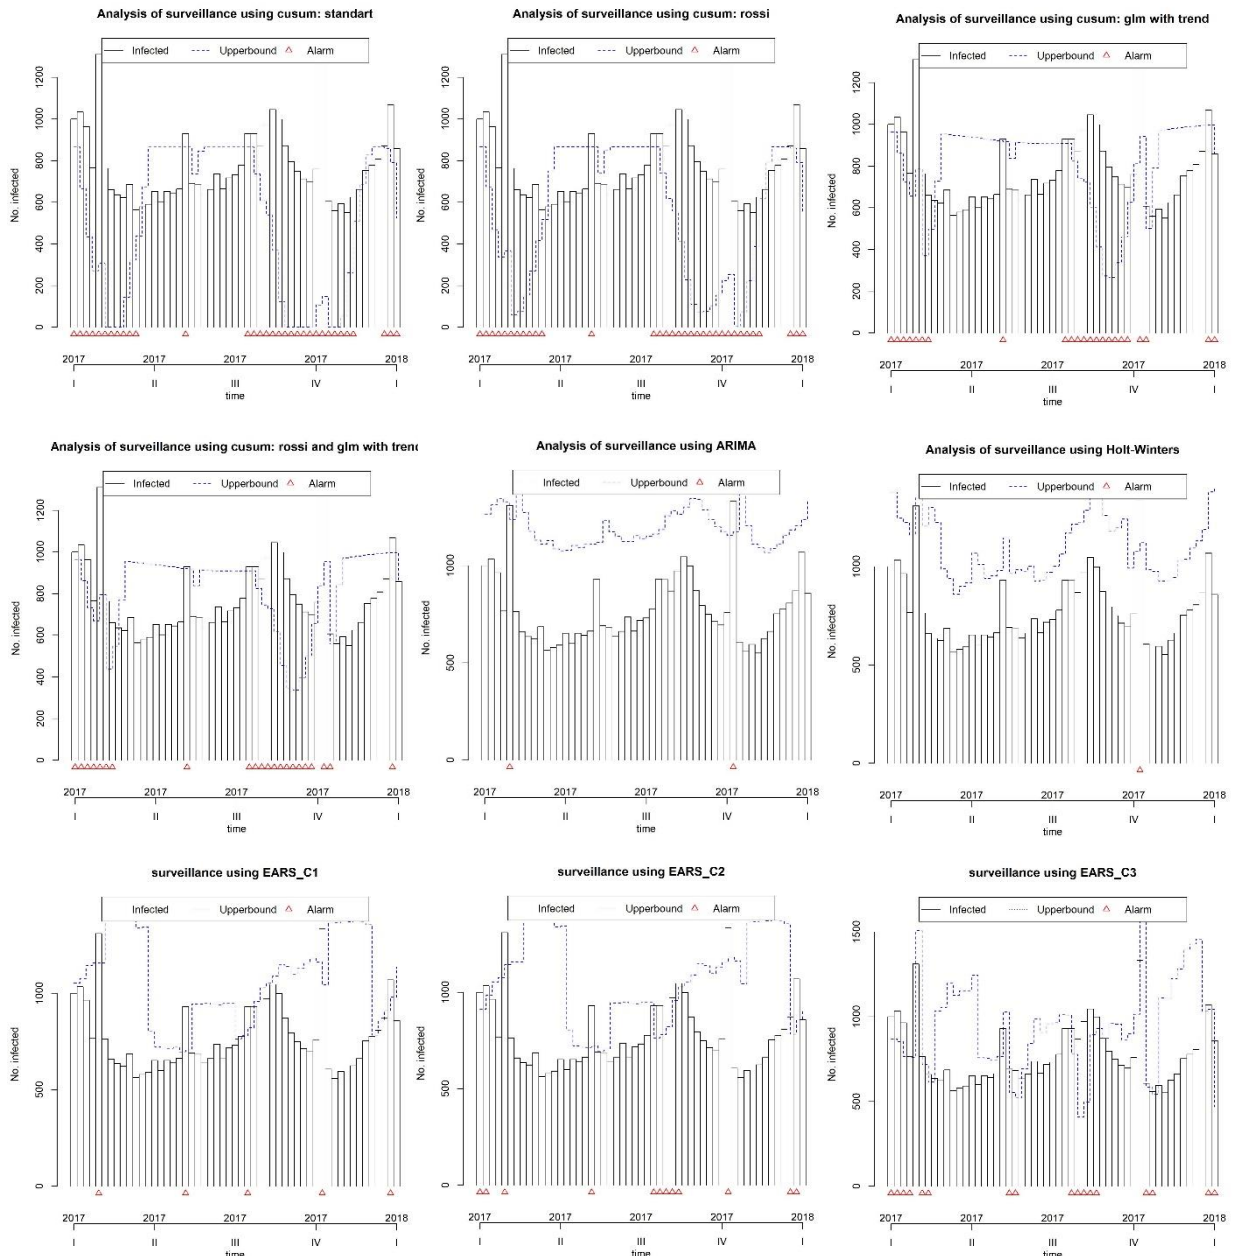 Analysis of surveillance using cusum: standart
Infected Upperbound Alarm
No. infected
0 200 400 600 800 1000 1200
2017 2017 2017 2017 2018
I II III IV I
time
Analysis of surveillance using cusum: rossi
Infected Upperbound Alarm
No. infected
0 200 400 600 800 1000 1200
2017 2017 2017 2017 2018
I II III IV I
time
Analysis of surveillance using cusum: glm with trend
Infected Upperbound Alarm
No. infected
0 200 400 600 800 1000 1200
2017 2017 2017 2017 2018
I II III IV I
time
Analysis of surveillance using cusum: rossi and glm with trend
Infected Upperbound Alarm
No. infected
0 200 400 600 800 1000 1200
2017 2017 2017 2017 2018
I II III IV I
time
Analysis of surveillance using ARIMA
Infected Upperbound Alarm
No. infected
0 500 1000
2017 2017 2017 2017 2018
I II III IV I
time
Analysis of surveillance using Holt-Winters
Infected Upperbound Alarm
No. infected
0 500 1000
2017 2017 2017 2017 2018
I II III IV I
time
surveillance using EARS_C1
Infected Upperbound Alarm
No. infected
0 500 1000
2017 2017 2017 2017 2018
I II III IV I
time
surveillance using EARS_C2
Infected Upperbound Alarm
No. infected
0 500 1000
2017 2017 2017 2017 2018
I II III IV I
time
surveillance using EARS_C3
Infected Upperbound Alarm
No. infected
0 500 1000 1500
2017 2017 2017 2017 2018
I II III IV I
time